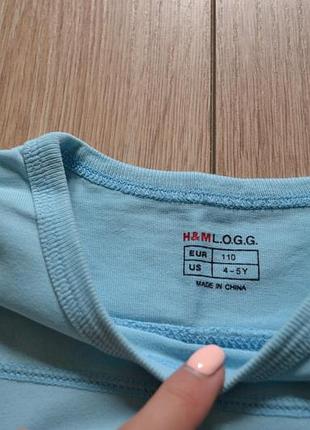 H&M L.O.G.G.
EUR 110
US 4-5Y
MADE IN CHINA